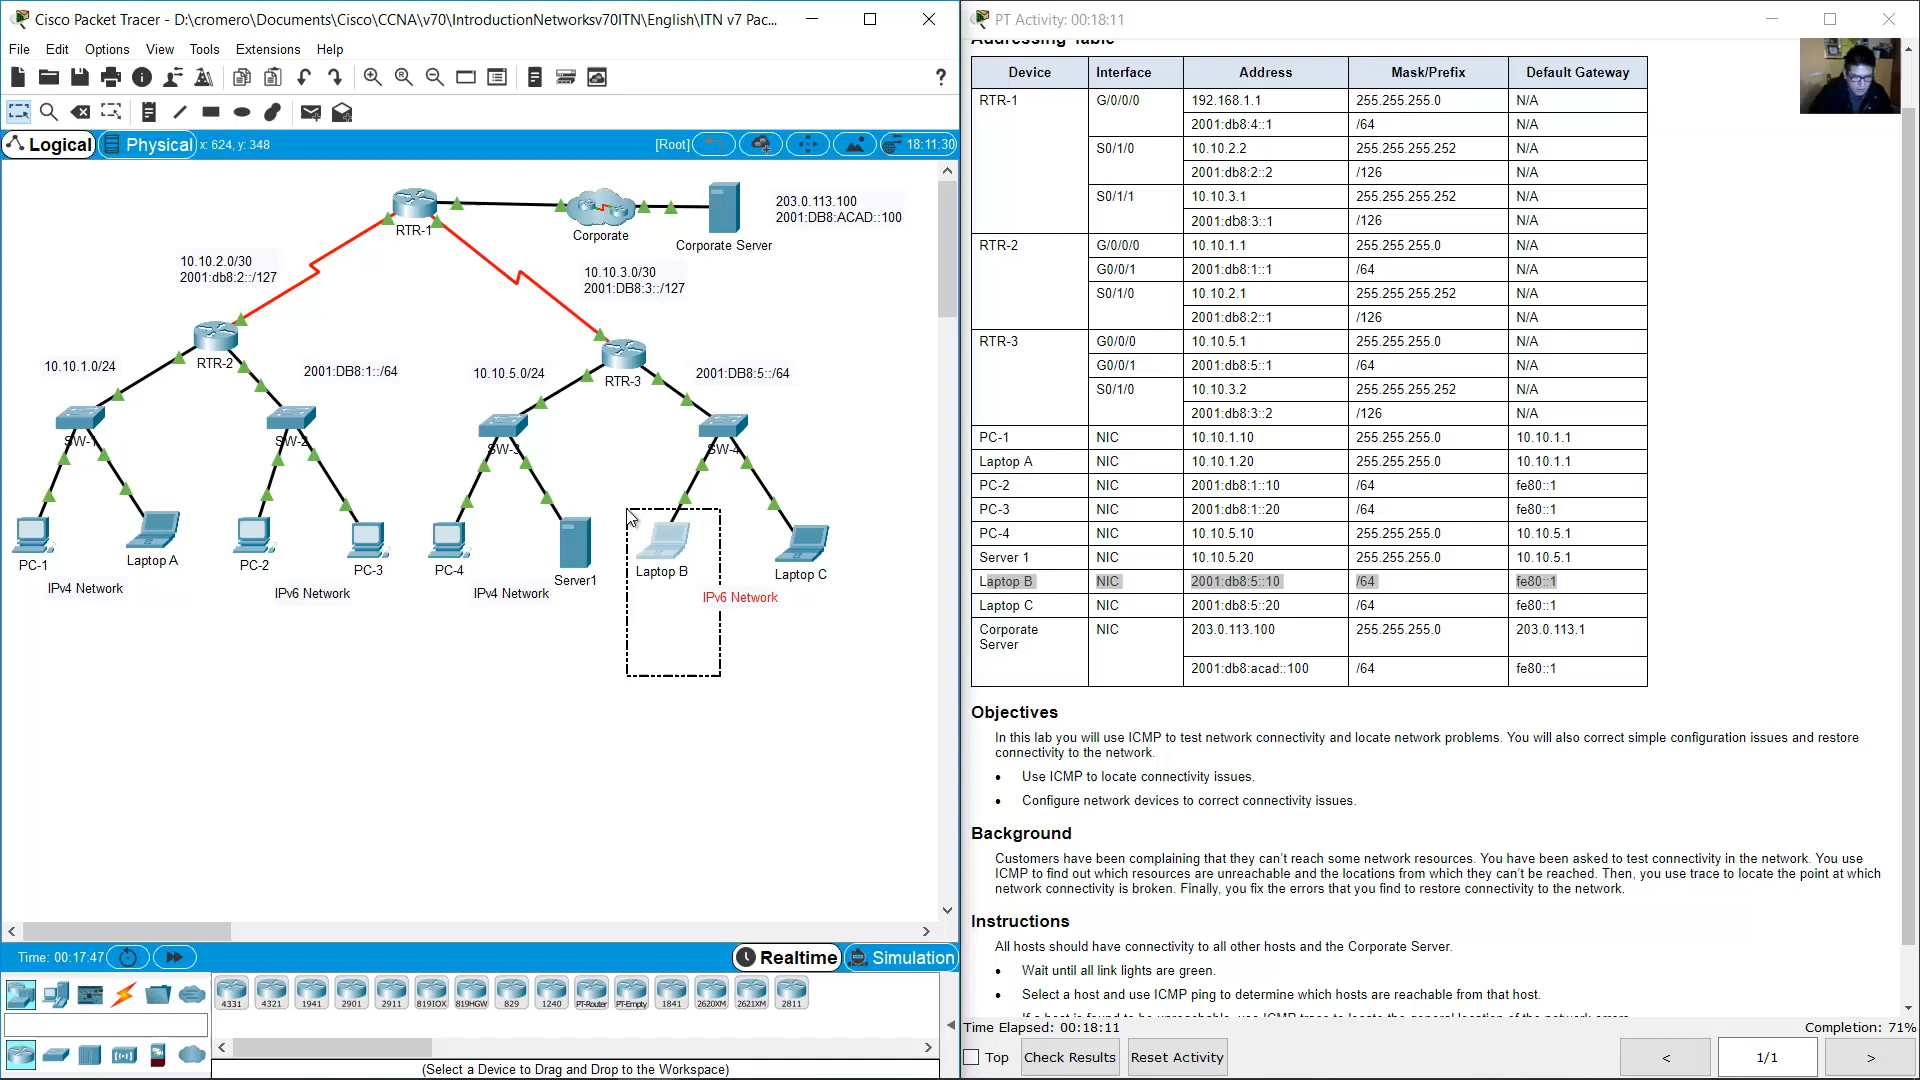 Cisco Packet Tracer - D:\cromero\Documents\Cisco\CCNA\v70\IntroductionNetworksv70ITN\English\ITN v7 Pac...
File Edit Options View Tools Extensions Help
?
Logical Physical x: 624, y: 348 [Root] 18:11:30
203.0.113.100
2001:DB8:ACAD::100
RTR-1
Corporate
Corporate Server
10.10.2.0/30
2001:db8:2::/127
10.10.3.0/30
2001:DB8:3::/127
RTR-2
RTR-3
10.10.1.0/24
2001:DB8:1::/64
10.10.5.0/24
2001:DB8:5::/64
SW-1
SW-2
SW-3
SW-4
PC-1
Laptop A
PC-2
PC-3
PC-4
Server1
Laptop B
Laptop C
IPv4 Network
IPv6 Network
IPv4 Network
IPv6 Network
Time: 00:17:47
Realtime Simulation
4331 4321 1941 2901 2911 819IOX 819HGW 829 1240 PT-Router PT-Empty 1841 2620XM 2621XM 2811
(Select a Device to Drag and Drop to the Workspace)
PT Activity: 00:18:11
Addressing Table
Device Interface Address Mask/Prefix Default Gateway
RTR-1 G/0/0/0 192.168.1.1 255.255.255.0 N/A
2001:db8:4::1 /64 N/A
S0/1/0 10.10.2.2 255.255.255.252 N/A
2001:db8:2::2 /126 N/A
S0/1/1 10.10.3.1 255.255.255.252 N/A
2001:db8:3::1 /126 N/A
RTR-2 G/0/0/0 10.10.1.1 255.255.255.0 N/A
G0/0/1 2001:db8:1::1 /64 N/A
S0/1/0 10.10.2.1 255.255.255.252 N/A
2001:db8:2::1 /126 N/A
RTR-3 G0/0/0 10.10.5.1 255.255.255.0 N/A
G0/0/1 2001:db8:5::1 /64 N/A
S0/1/0 10.10.3.2 255.255.255.252 N/A
2001:db8:3::2 /126 N/A
PC-1 NIC 10.10.1.10 255.255.255.0 10.10.1.1
Laptop A NIC 10.10.1.20 255.255.255.0 10.10.1.1
PC-2 NIC 2001:db8:1::10 /64 fe80::1
PC-3 NIC 2001:db8:1::20 /64 fe80::1
PC-4 NIC 10.10.5.10 255.255.255.0 10.10.5.1
Server 1 NIC 10.10.5.20 255.255.255.0 10.10.5.1
Laptop B NIC 2001:db8:5::10 /64 fe80::1
Laptop C NIC 2001:db8:5::20 /64 fe80::1
Corporate Server NIC 203.0.113.100 255.255.255.0 203.0.113.1
2001:db8:acad::100 /64 fe80::1
Objectives
In this lab you will use ICMP to test network connectivity and locate network problems. You will also correct simple configuration issues and restore
connectivity to the network.
• Use ICMP to locate connectivity issues.
• Configure network devices to correct connectivity issues.
Background
Customers have been complaining that they can't reach some network resources. You have been asked to test connectivity in the network. You use
ICMP to find out which resources are unreachable and the locations from which they can't be reached. Then, you use trace to locate the point at which
network connectivity is broken. Finally, you fix the errors that you find to restore connectivity to the network.
Instructions
All hosts should have connectivity to all other hosts and the Corporate Server.
• Wait until all link lights are green.
• Select a host and use ICMP ping to determine which hosts are reachable from that host.
Time Elapsed: 00:18:11 Completion: 71%
Top Check Results Reset Activity < 1/1 >